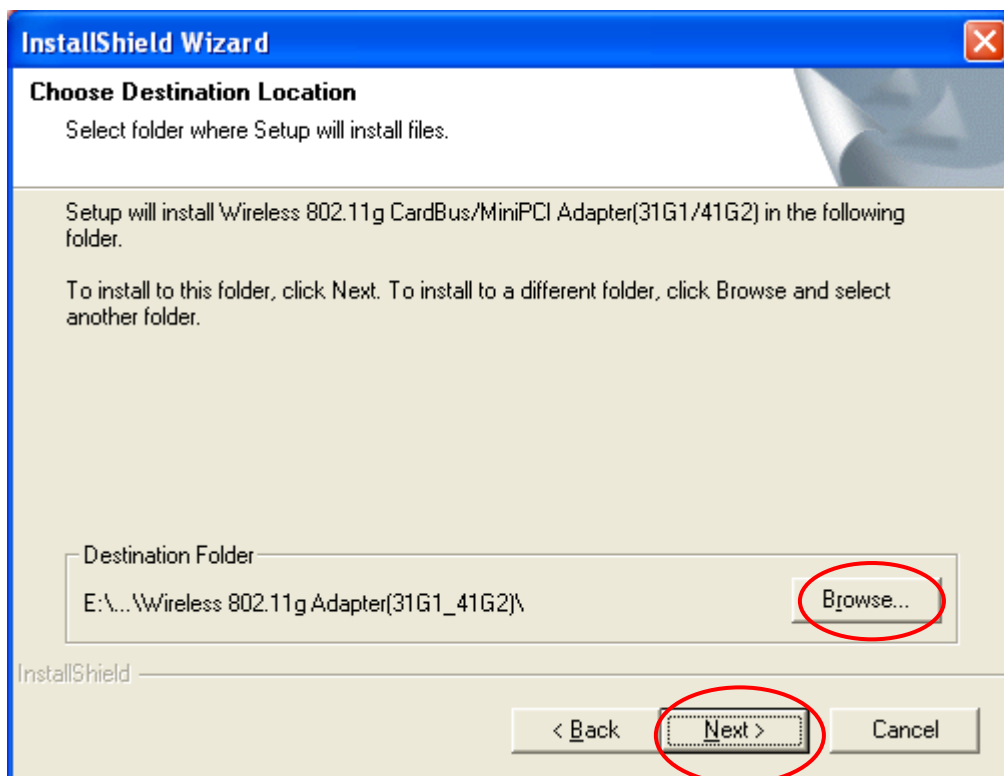 InstallShield Wizard
Choose Destination Location
Select folder where Setup will install files.
Setup will install Wireless 802.11g CardBus/MiniPCI Adapter(31G1/41G2) in the following
folder.
To install to this folder, click Next. To install to a different folder, click Browse and select
another folder.
Destination Folder
E:\...\Wireless 802.11g Adapter(31G1_41G2)\
Browse...
InstallShield
< Back
Next >
Cancel